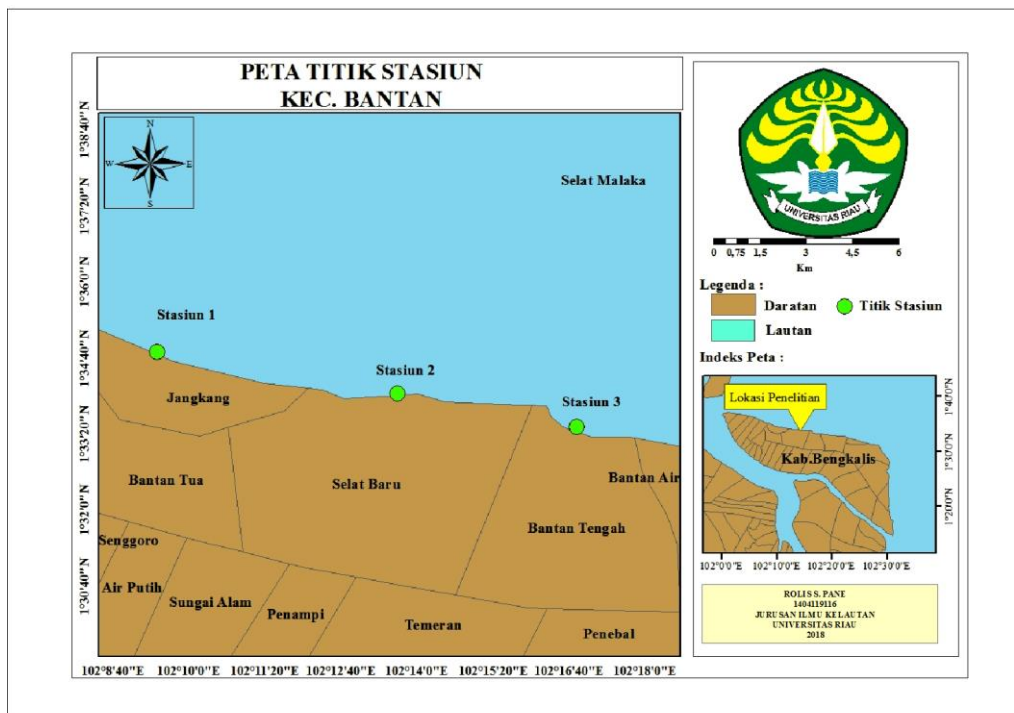 PETA TITIK STASIUN
KEC. BANTAN
N
W
E
S
Selat Malaka
Stasiun 1
Stasiun 2
Stasiun 3
Jangkang
Bantan Tua
Selat Baru
Bantan Air
Bantan Tengah
Senggoro
Air Putih
Sungai Alam
Penampi
Temeran
Penebal
1°38'40"N
1°37'20"N
1°36'0"N
1°34'40"N
1°33'20"N
1°32'0"N
1°30'40"N
102°8'40"E 102°10'0"E 102°11'20"E 102°12'40"E 102°14'0"E 102°15'20"E 102°16'40"E 102°18'0"E
UNIVERSITAS RIAU
0 0,75 1,5 3 4,5 6
Km
Legenda :
Daratan
Titik Stasiun
Lautan
Indeks Peta :
Lokasi Penelitian
Kab.Bengkalis
1°40'0"N
1°30'0"N
1°20'0"N
102°0'0"E 102°10'0"E 102°20'0"E 102°30'0"E
ROLIS S. PANE
1404119116
JURUSAN ILMU KELAUTAN
UNIVERSITAS RIAU
2018